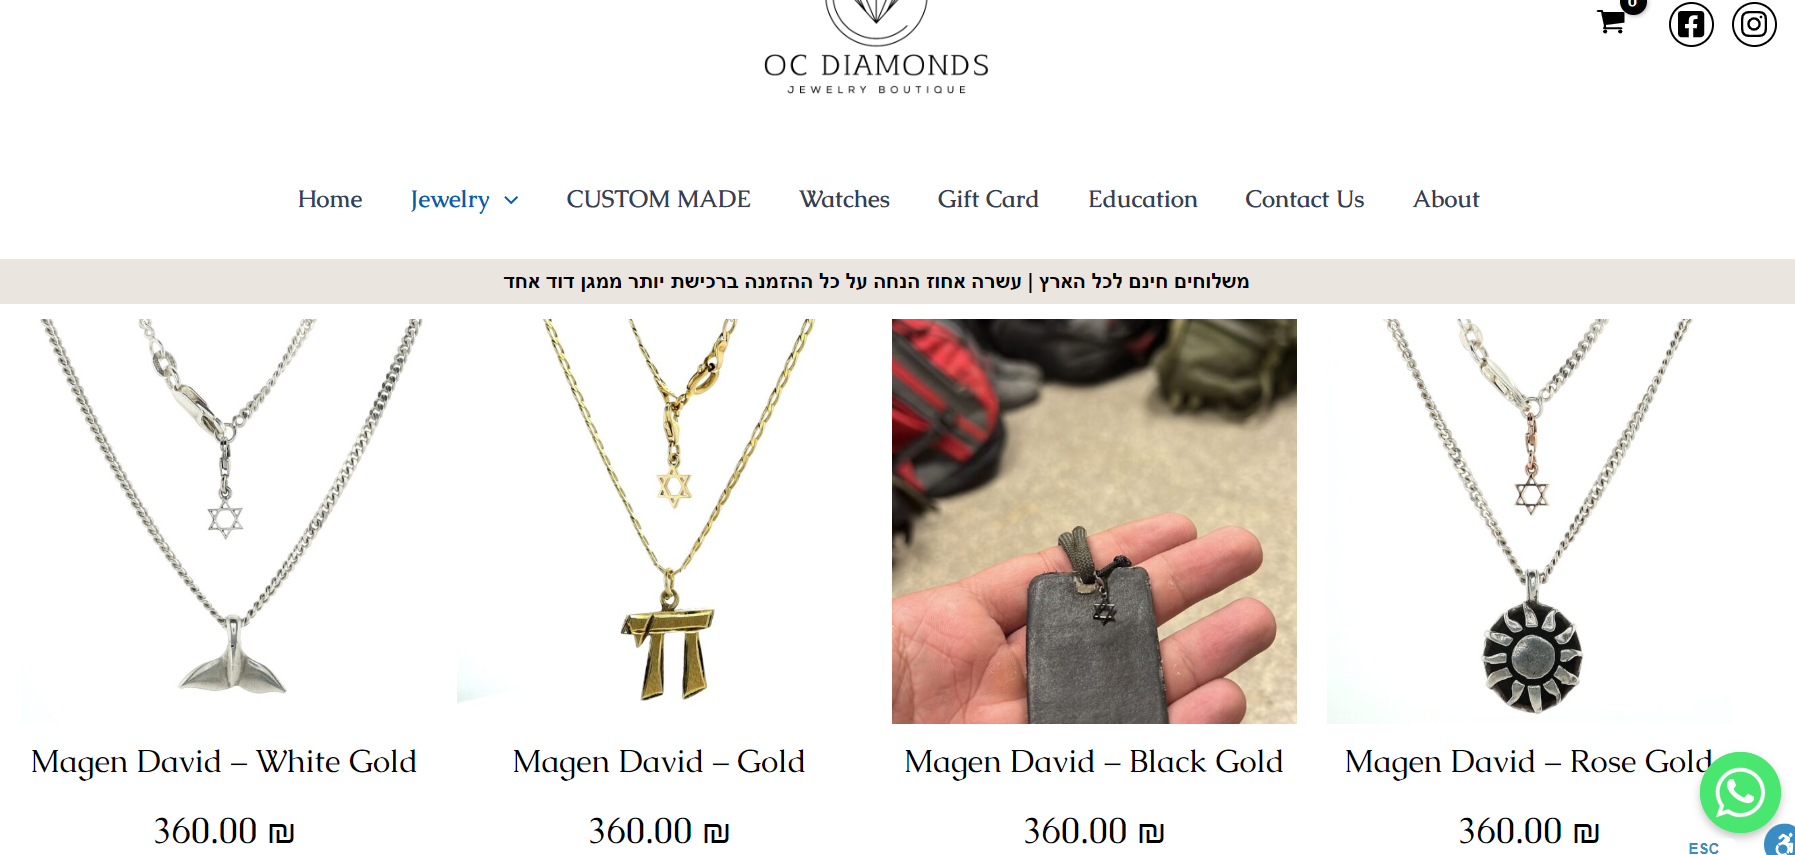 0
OC DIAMONDS
JEWELRY BOUTIQUE
Home Jewelry CUSTOM MADE Watches Gift Card Education Contact Us About
משלוחים חינם לכל הארץ | עשרה אחוז הנחה על כל ההזמנה ברכישת יותר ממגן דוד אחד
Magen David – White Gold
360.00 ₪
Magen David – Gold
360.00 ₪
Magen David – Black Gold
360.00 ₪
Magen David – Rose Gold
360.00 ₪
ESC